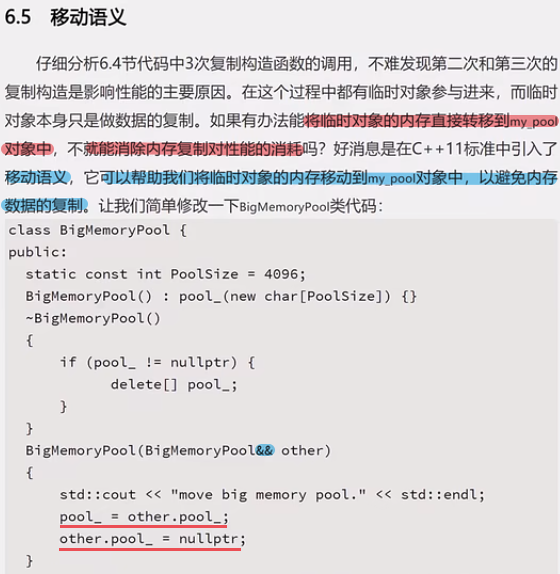 6.5 移动语义
仔细分析6.4节代码中3次复制构造函数的调用，不难发现第二次和第三次的
复制构造是影响性能的主要原因。在这个过程中都有临时对象参与进来，而临时
对象本身只是做数据的复制。如果有办法能将临时对象的内存直接转移到my_pool
对象中，不就能消除内存复制对性能的消耗吗？好消息是在C++11标准中引入了
移动语义，它可以帮助我们将临时对象的内存移动到my_pool对象中，以避免内存
数据的复制。让我们简单修改一下BigMemoryPool类代码：
class BigMemoryPool {
public:
static const int PoolSize = 4096;
BigMemoryPool() : pool_(new char[PoolSize]) {}
~BigMemoryPool()
{
if (pool_ != nullptr) {
delete[] pool_;
}
}
BigMemoryPool(BigMemoryPool&& other)
{
std::cout << "move big memory pool." << std::endl;
pool_ = other.pool_;
other.pool_ = nullptr;
}